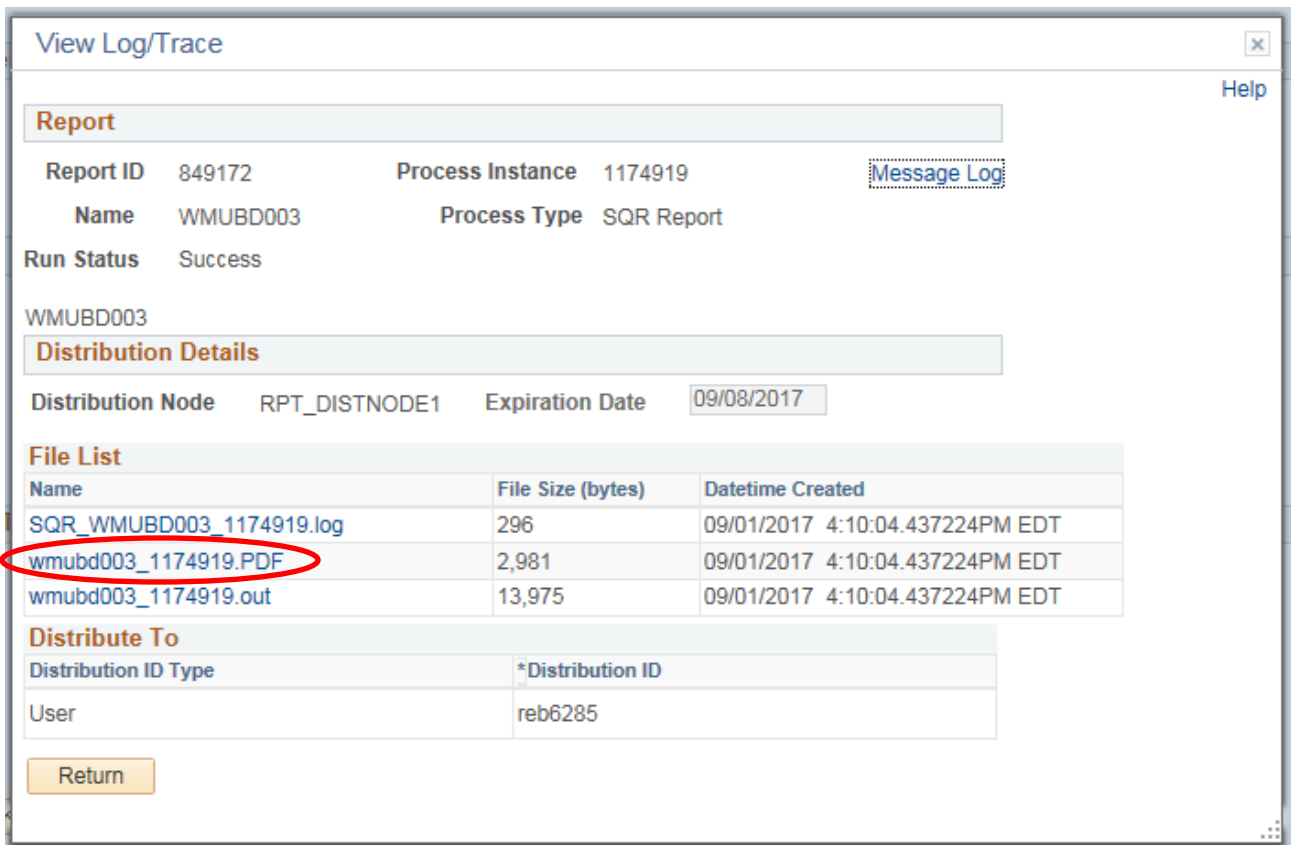 View Log/Trace
Help
Report
Report ID 849172 Process Instance 1174919 Message Log
Name WMUBD003 Process Type SQR Report
Run Status Success
WMUBD003
Distribution Details
Distribution Node RPT_DISTNODE1 Expiration Date 09/08/2017
File List
Name File Size (bytes) Datetime Created
SQR_WMUBD003_1174919.log 296 09/01/2017 4:10:04.437224PM EDT
wmubd003_1174919.PDF 2,981 09/01/2017 4:10:04.437224PM EDT
wmubd003_1174919.out 13,975 09/01/2017 4:10:04.437224PM EDT
Distribute To
Distribution ID Type *Distribution ID
User reb6285
Return